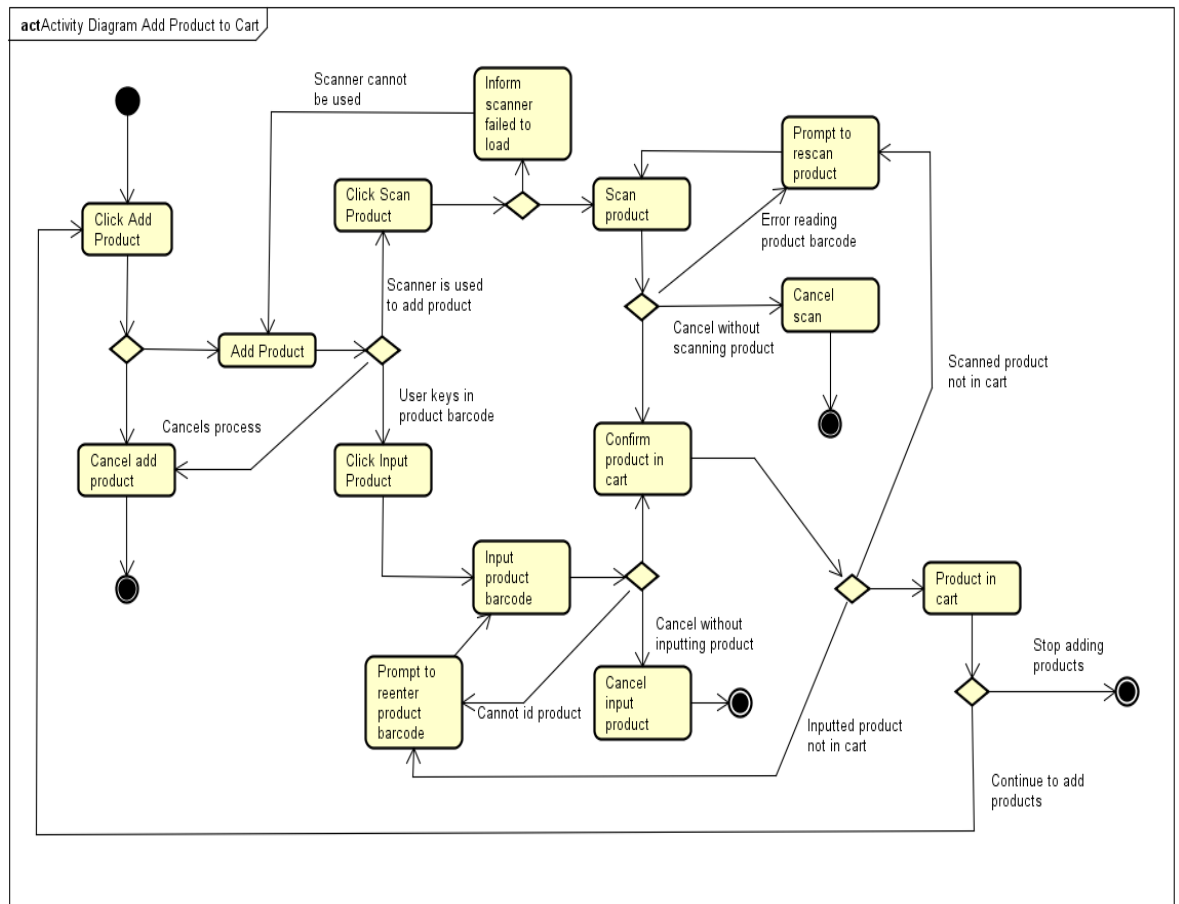 actActivity Diagram Add Product to Cart
Scanner cannot
be used
Inform
scanner
failed to
load
Prompt to
rescan
product
Click Scan
Product
Scan
product
Click Add
Product
Error reading
product barcode
Scanner is used
to add product
Cancel
scan
Cancel without
scanning product
Add Product
Scanned product
not in cart
User keys in
product barcode
Cancels process
Cancel add
product
Click Input
Product
Confirm
product in
cart
Input
product
barcode
Product in
cart
Cancel without
inputting product
Stop adding
products
Prompt to
reenter
product
barcode
Cannot id product
Cancel
input
product
Inputted product
not in cart
Continue to add
products